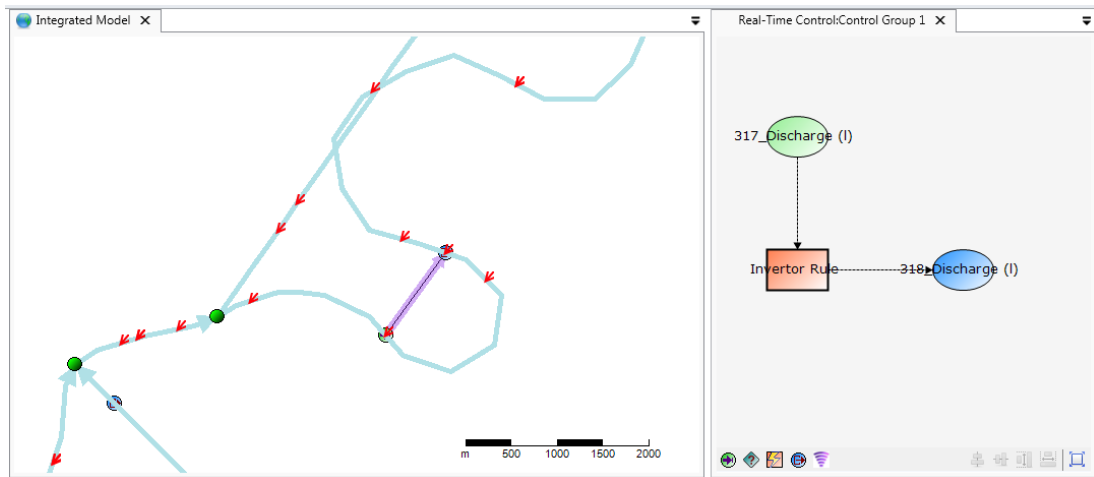 Integrated Model
Real-Time Control:Control Group 1
317_Discharge (l)
Invertor Rule
318_Discharge (l)
m 500 1000 1500 2000